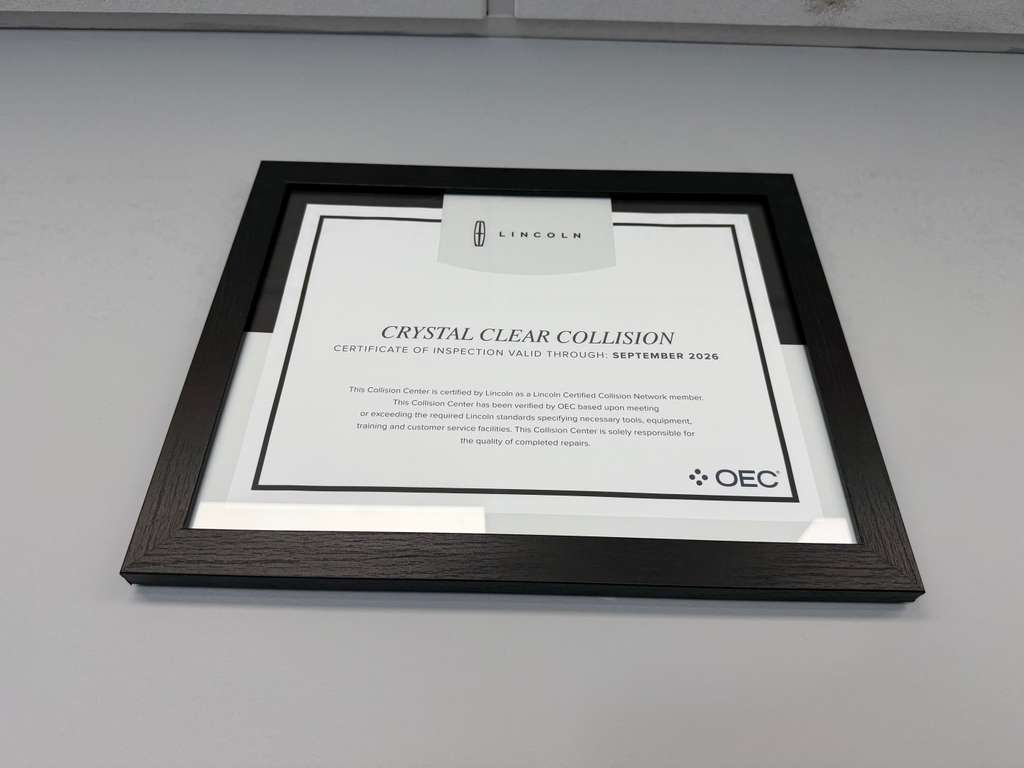 LINCOLN
CRYSTAL CLEAR COLLISION
CERTIFICATE OF INSPECTION VALID THROUGH: SEPTEMBER 2026
This Collision Center is certified by Lincoln as a Lincoln Certified Collision Network member.
This Collision Center has been verified by OEC based upon meeting
or exceeding the required Lincoln standards specifying necessary tools, equipment,
training and customer service facilities. This Collision Center is solely responsible for
the quality of completed repairs.
OEC®